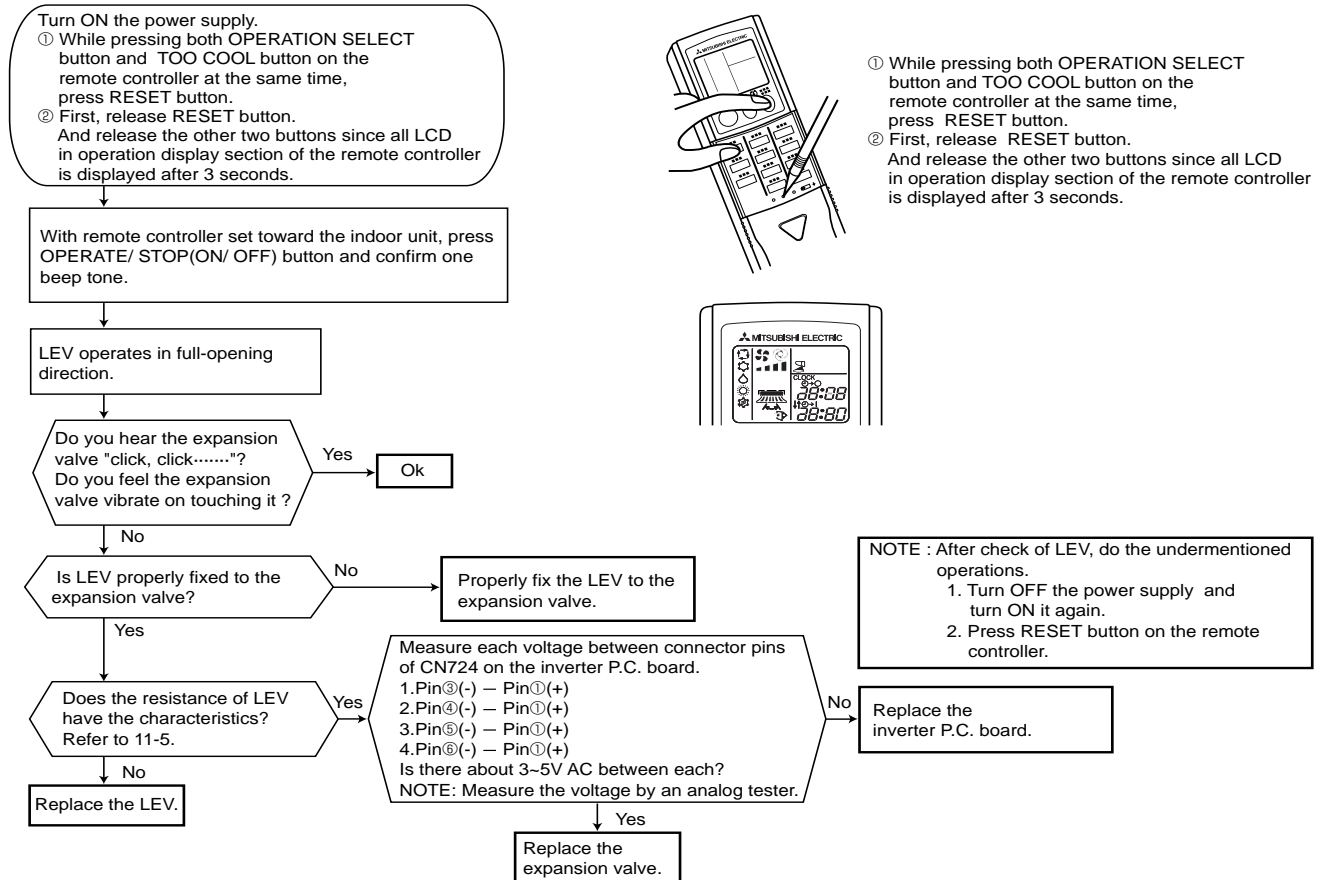 Turn ON the power supply.
① While pressing both OPERATION SELECT
button and TOO COOL button on the
remote controller at the same time,
press RESET button.
② First, release RESET button.
And release the other two buttons since all LCD
in operation display section of the remote controller
is displayed after 3 seconds.
With remote controller set toward the indoor unit, press
OPERATE/ STOP(ON/ OFF) button and confirm one
beep tone.
LEV operates in full-opening
direction.
Do you hear the expansion
valve "click, click·······"?
Do you feel the expansion
valve vibrate on touching it ?
Yes
Ok
No
Is LEV properly fixed to the
expansion valve?
No
Properly fix the LEV to the
expansion valve.
Yes
Does the resistance of LEV
have the characteristics?
Refer to 11-5.
Yes
No
Replace the LEV.
Measure each voltage between connector pins
of CN724 on the inverter P.C. board.
1.Pin③(-) — Pin①(+)
2.Pin④(-) — Pin①(+)
3.Pin⑤(-) — Pin①(+)
4.Pin⑥(-) — Pin①(+)
Is there about 3~5V AC between each?
NOTE: Measure the voltage by an analog tester.
No
Replace the
inverter P.C. board.
Yes
Replace the
expansion valve.
MITSUBISHI ELECTRIC
① While pressing both OPERATION SELECT
button and TOO COOL button on the
remote controller at the same time,
press RESET button.
② First, release RESET button.
And release the other two buttons since all LCD
in operation display section of the remote controller
is displayed after 3 seconds.
MITSUBISHI ELECTRIC
CLOCK
28:08
28:80
NOTE : After check of LEV, do the undermentioned
operations.
1. Turn OFF the power supply and
turn ON it again.
2. Press RESET button on the remote
controller.